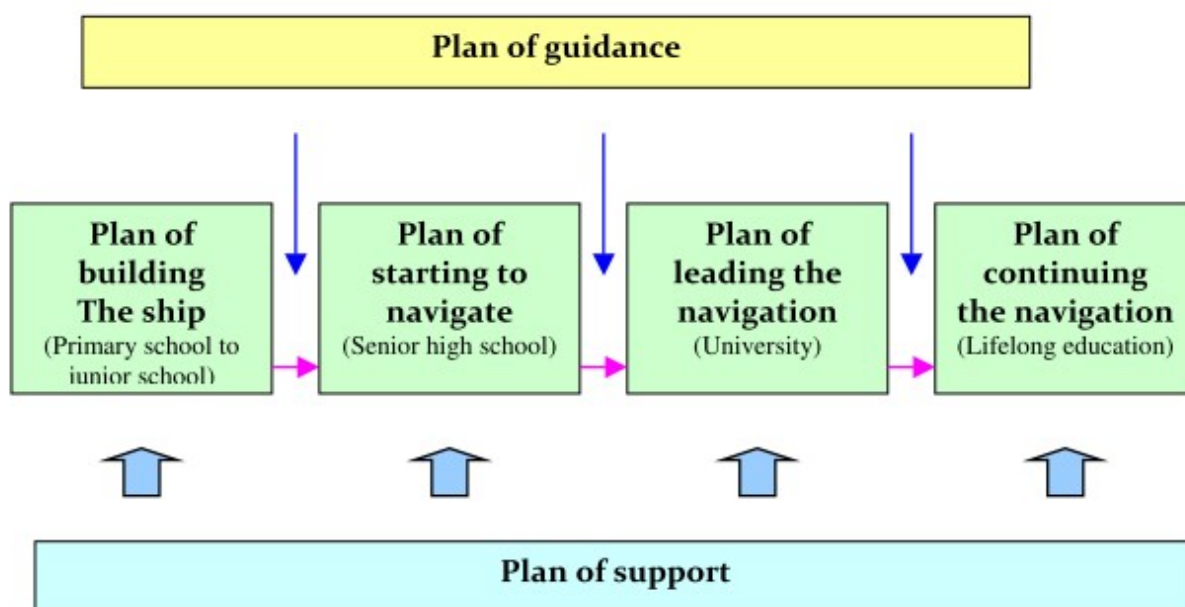 Plan of guidance
Plan of
building
The ship
(Primary school to
junior school)
Plan of
starting to
navigate
(Senior high school)
Plan of
leading the
navigation
(University)
Plan of
continuing
the navigation
(Lifelong education)
Plan of support